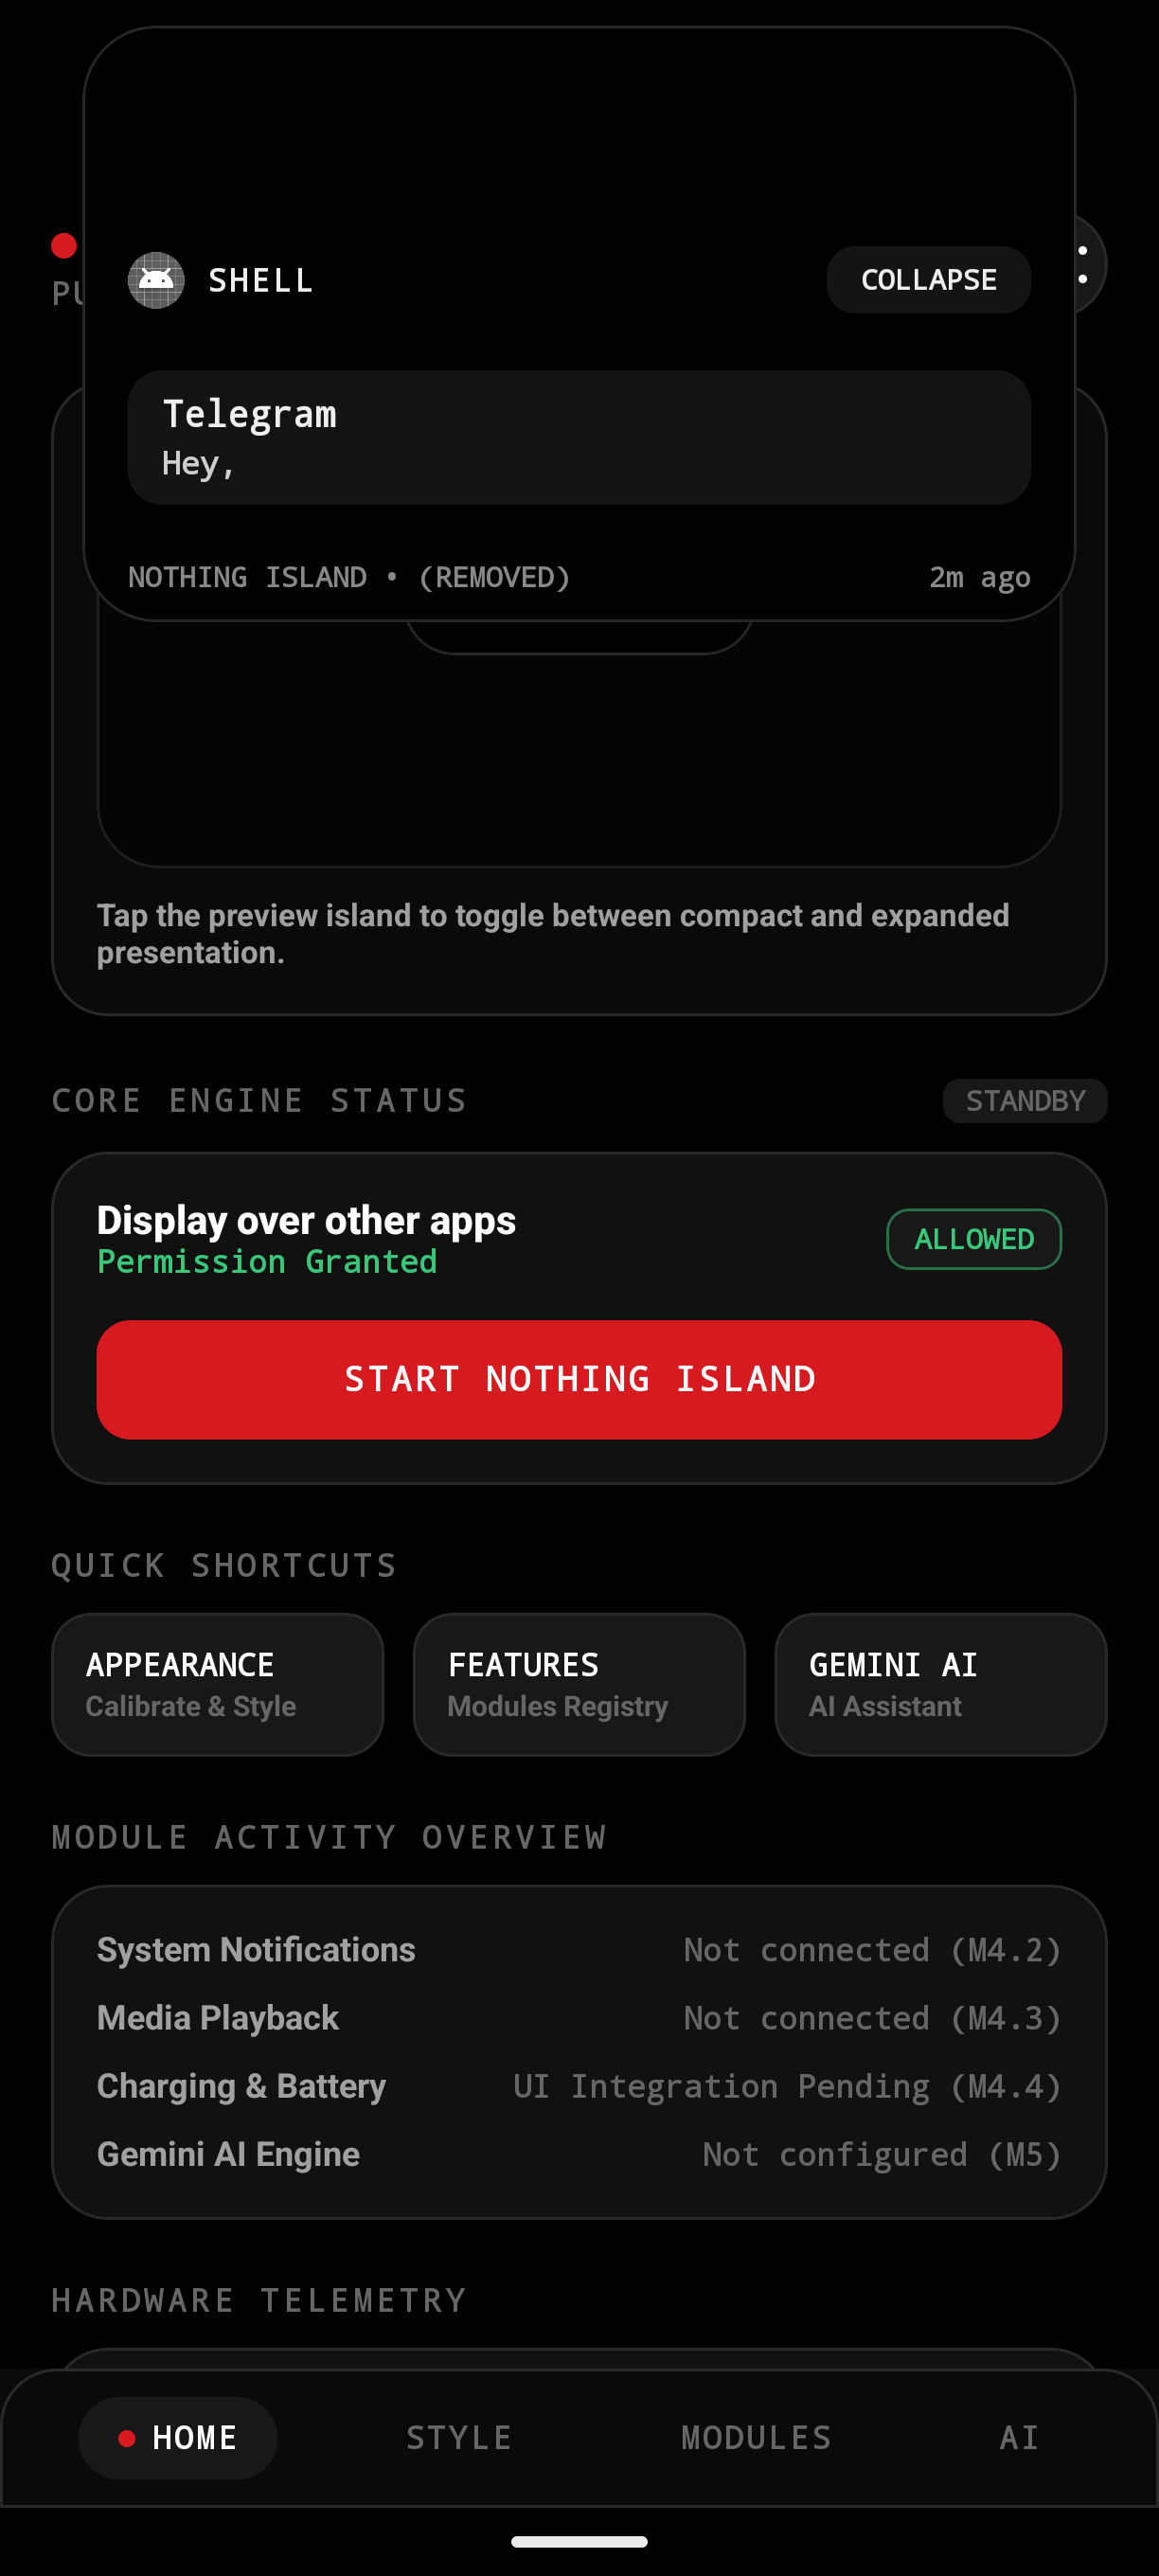 SHELL
COLLAPSE
PU
Telegram
Hey,
NOTHING ISLAND • (REMOVED)
2m ago
Tap the preview island to toggle between compact and expanded
presentation.
CORE ENGINE STATUS
STANDBY
Display over other apps
Permission Granted
ALLOWED
START NOTHING ISLAND
QUICK SHORTCUTS
APPEARANCE
Calibrate & Style
FEATURES
Modules Registry
GEMINI AI
AI Assistant
MODULE ACTIVITY OVERVIEW
System Notifications
Not connected (M4.2)
Media Playback
Not connected (M4.3)
Charging & Battery
UI Integration Pending (M4.4)
Gemini AI Engine
Not configured (M5)
HARDWARE TELEMETRY
HOME
STYLE
MODULES
AI